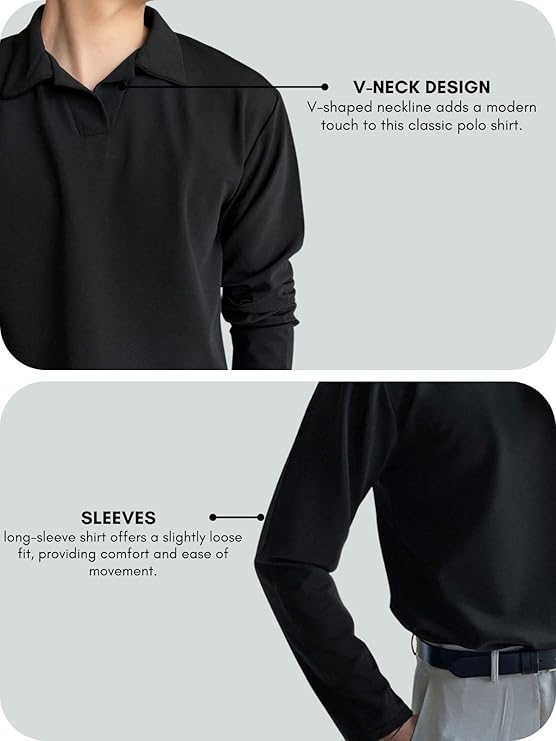 V-NECK DESIGN
V-shaped neckline adds a modern
touch to this classic polo shirt.
SLEEVES
long-sleeve shirt offers a slightly loose
fit, providing comfort and ease of
movement.